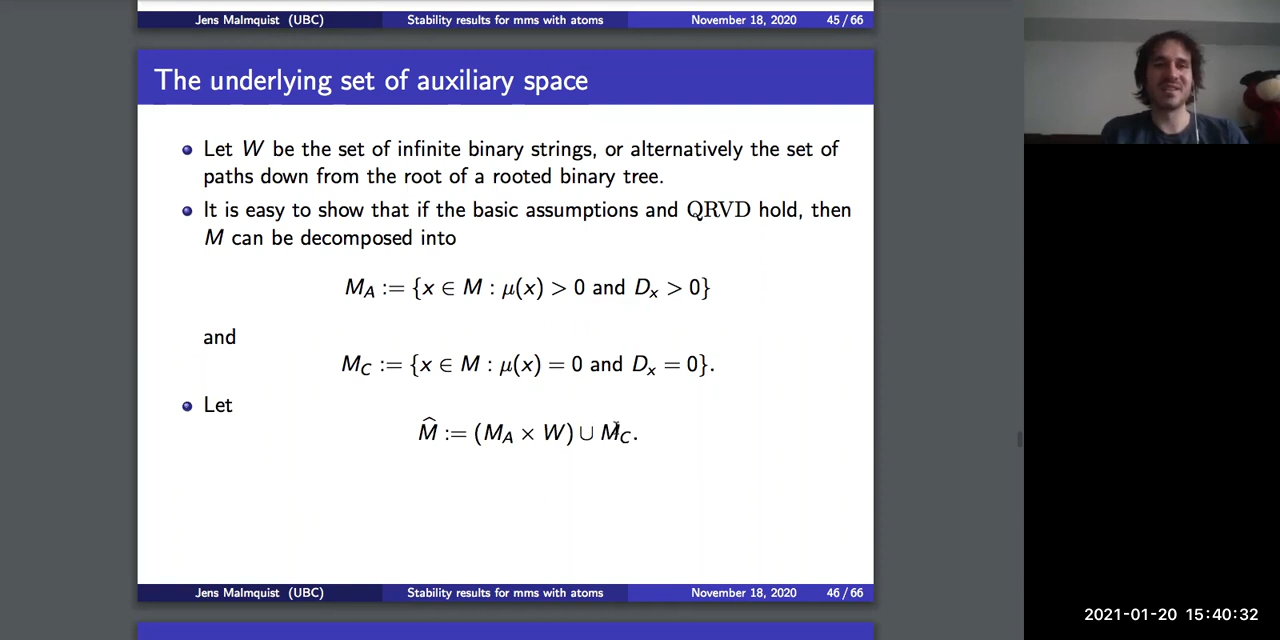 Jens Malmquist (UBC) Stability results for mms with atoms November 18, 2020 45 / 66
The underlying set of auxiliary space
Let W be the set of infinite binary strings, or alternatively the set of
paths down from the root of a rooted binary tree.
It is easy to show that if the basic assumptions and QRVD hold, then
M can be decomposed into
M_A := {x ∈ M : μ(x) > 0 and D_x > 0}
and
M_C := {x ∈ M : μ(x) = 0 and D_x = 0}.
Let
M̂ := (M_A × W) ∪ M_C.
Jens Malmquist (UBC) Stability results for mms with atoms November 18, 2020 46 / 66
2021-01-20 15:40:32